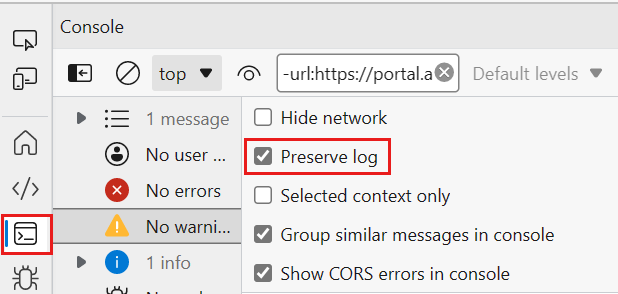 Console
top
-url:https://portal.a
Default levels
1 message
Hide network
No user ...
Preserve log
No errors
Selected context only
No warni...
Group similar messages in console
1 info
Show CORS errors in console